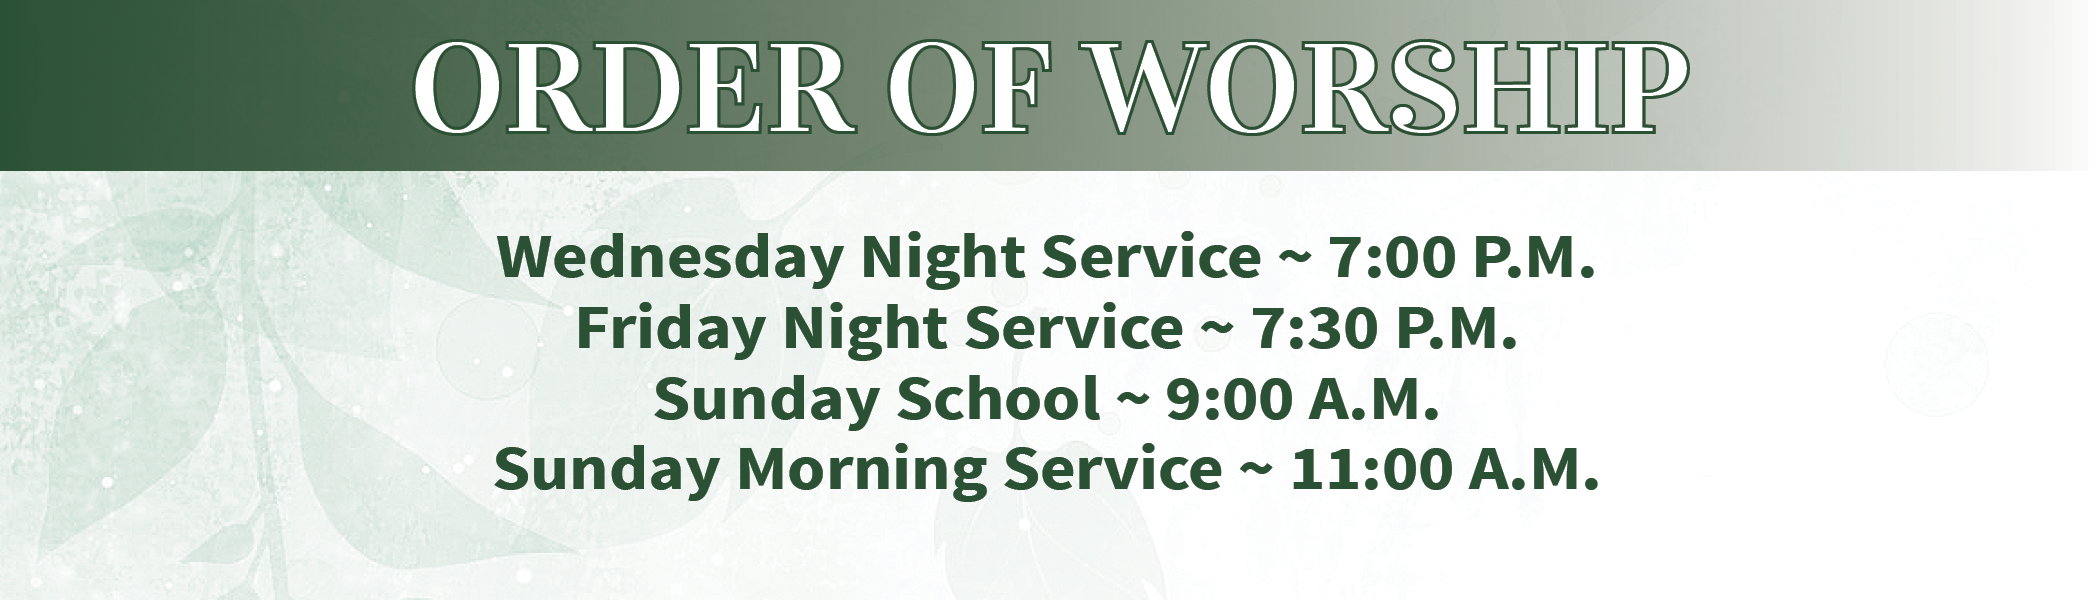 ORDER OF WORSHIP
Wednesday Night Service ~ 7:00 P.M.
Friday Night Service ~ 7:30 P.M.
Sunday School ~ 9:00 A.M.
Sunday Morning Service ~ 11:00 A.M.